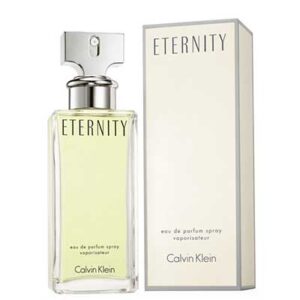 ETERNITY
eau de parfum spray
vaporisateur
Calvin Klein
ETERNITY
eau de parfum spray
vaporisateur
Calvin Klein